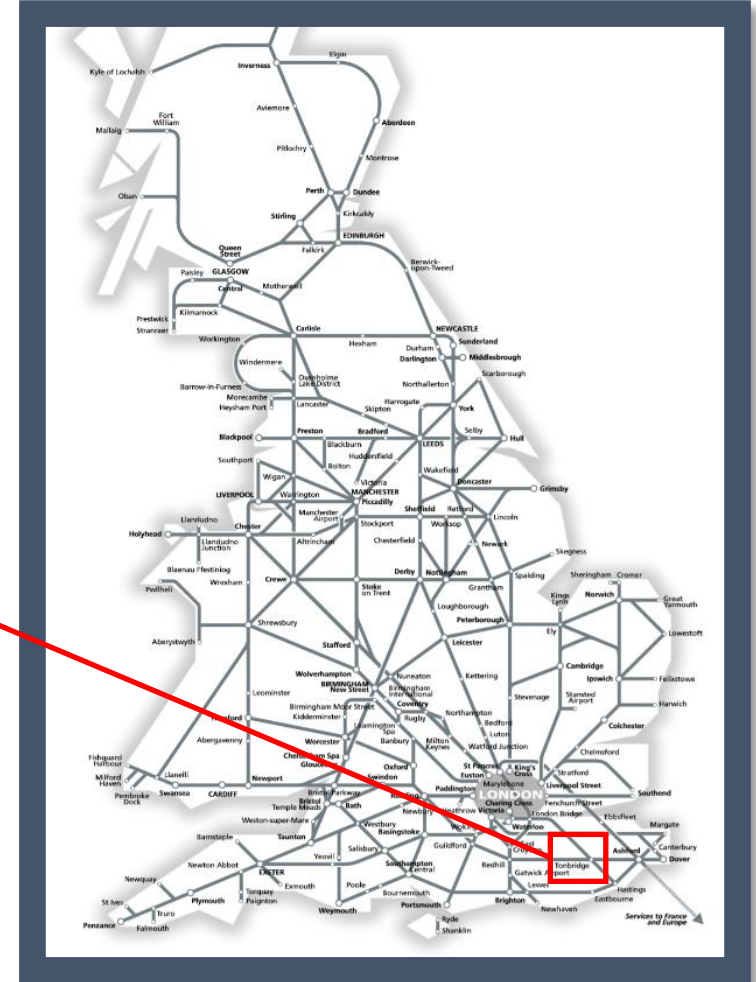 Kyle of Lochalsh
Inverness
Elgin
Aviemore
Aberdeen
Fort
William
Mallaig
Pitlochry
Montrose
Perth
Dundee
Oban
Stirling
Kirkcaldy
Queen
Street
Falkirk
EDINBURGH
Paisley
GLASGOW
Central
Motherwell
Berwick-
upon-Tweed
Prestwick
Kilmarnock
Stranraer
Carlisle
Hexham
NEWCASTLE
Sunderland
Workington
Durham
Darlington
Middlesbrough
Windermere
Oxenholme
Lake District
Scarborough
Barrow-in-Furness
Northallerton
Morecambe
Heysham Port
Lancaster
Skipton
Harrogate
York
Blackpool
Preston
Bradford
LEEDS
Selby
Hull
Blackburn
Huddersfield
Southport
Bolton
Wakefield
Wigan
Victoria
MANCHESTER
Piccadilly
Doncaster
Grimsby
LIVERPOOL
Warrington
Manchester
Airport
Stockport
Sheffield
Retford
Worksop
Lincoln
Llandudno
Chester
Holyhead
Llandudno
Junction
Altrincham
Chesterfield
Newark
Skegness
Blaenau Ffestiniog
Wrexham
Crewe
Stoke
on Trent
Derby
Nottingham
Grantham
Spalding
Sheringham
Cromer
Pwllheli
Loughborough
Kings
Lynn
Norwich
Great
Yarmouth
Shrewsbury
Peterborough
Ely
Lowestoft
Aberystwyth
Stafford
Leicester
Wolverhampton
Nuneaton
Kettering
Cambridge
BIRMINGHAM
New Street
Birmingham
International
Ipswich
Felixstowe
Leominster
Birmingham Moor Street
Coventry
Stevenage
Stansted
Airport
Harwich
Kidderminster
Rugby
Northampton
Leamington
Spa
Bedford
Colchester
Abergavenny
Worcester
Banbury
Milton
Keynes
Luton
Watford Junction
Chelmsford
Cheltenham Spa
Fishguard
Harbour
Oxford
St Pancras
Euston
King's
Cross
Stratford
Milford
Haven
Llanelli
Newport
Swindon
Paddington
Marylebone
Liverpool Street
Pembroke
Dock
Swansea
CARDIFF
Bristol Parkway
LONDON
Southend
Bristol
Temple Meads
Bath
Newbury
Heathrow
Victoria
Charing Cross
Fenchurch Street
London Bridge
Ebbsfleet
Weston-super-Mare
Westbury
Basingstoke
Waterloo
Margate
Barnstaple
Taunton
Salisbury
Guildford
Canterbury
Ashford
Dover
Newton Abbot
Yeovil
Southampton
Central
Redhill
Tonbridge
Gatwick Airport
EXETER
Newquay
Exmouth
Poole
Lewes
Hastings
St Ives
Plymouth
Torquay
Paignton
Bournemouth
Portsmouth
Brighton
Eastbourne
Truro
Weymouth
Newhaven
Penzance
Falmouth
Ryde
Shanklin
Services to France
and Europe